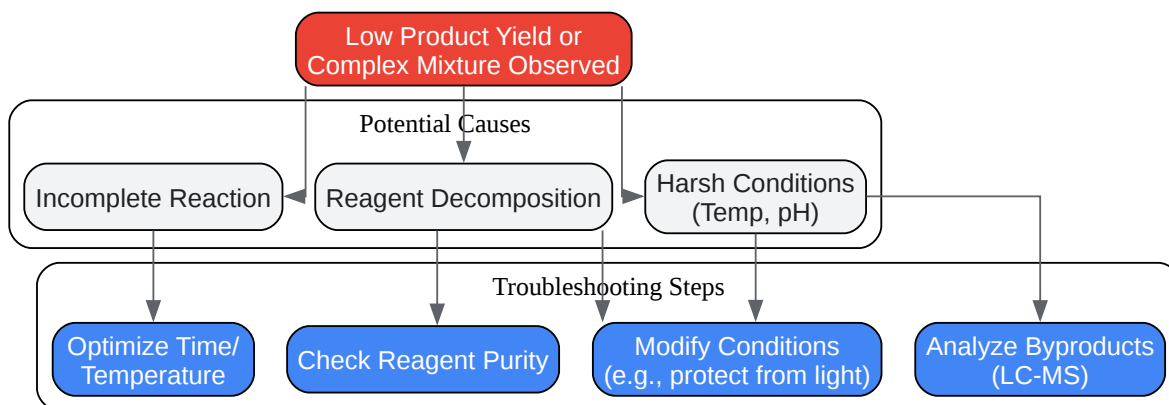 Low Product Yield or
Complex Mixture Observed
Potential Causes
Incomplete Reaction
Reagent Decomposition
Harsh Conditions
(Temp, pH)
Troubleshooting Steps
Optimize Time/
Temperature
Check Reagent Purity
Modify Conditions
(e.g., protect from light)
Analyze Byproducts
(LC-MS)